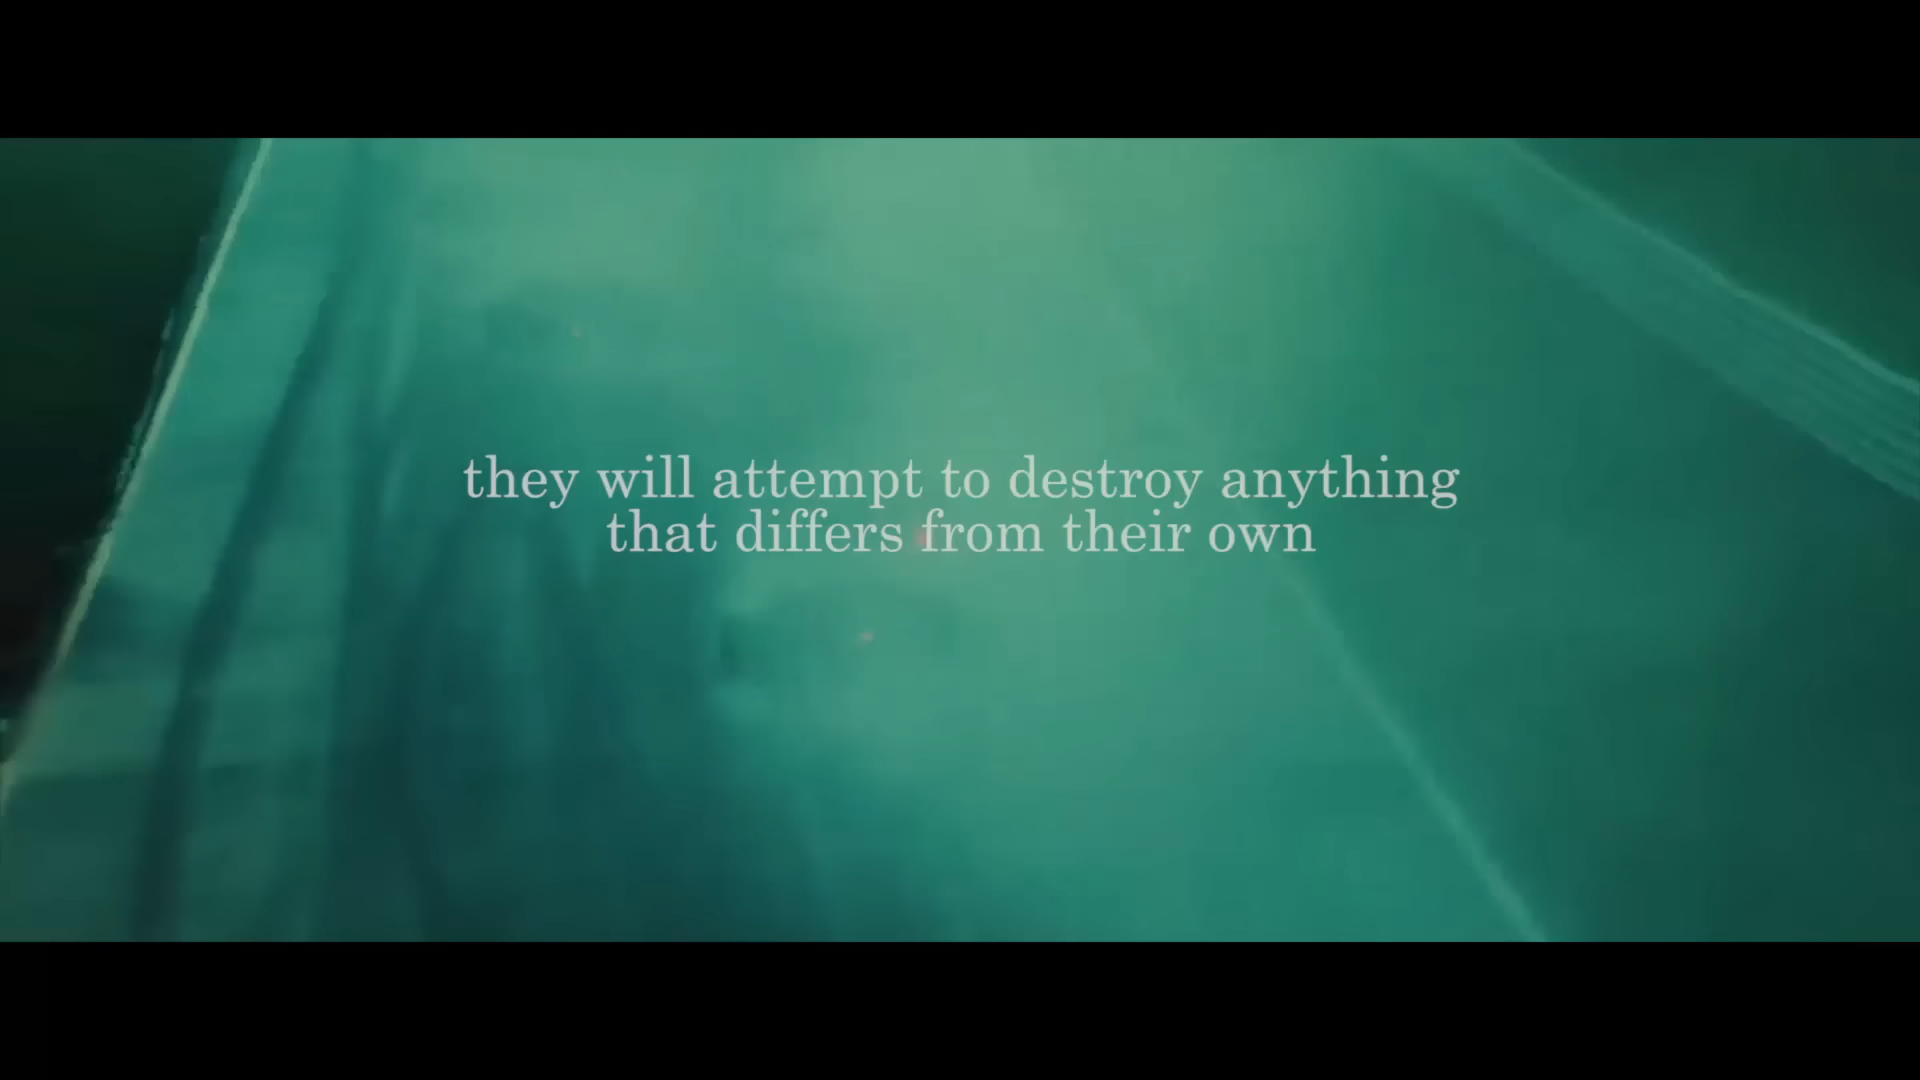 they will attempt to destroy anything
that differs from their own